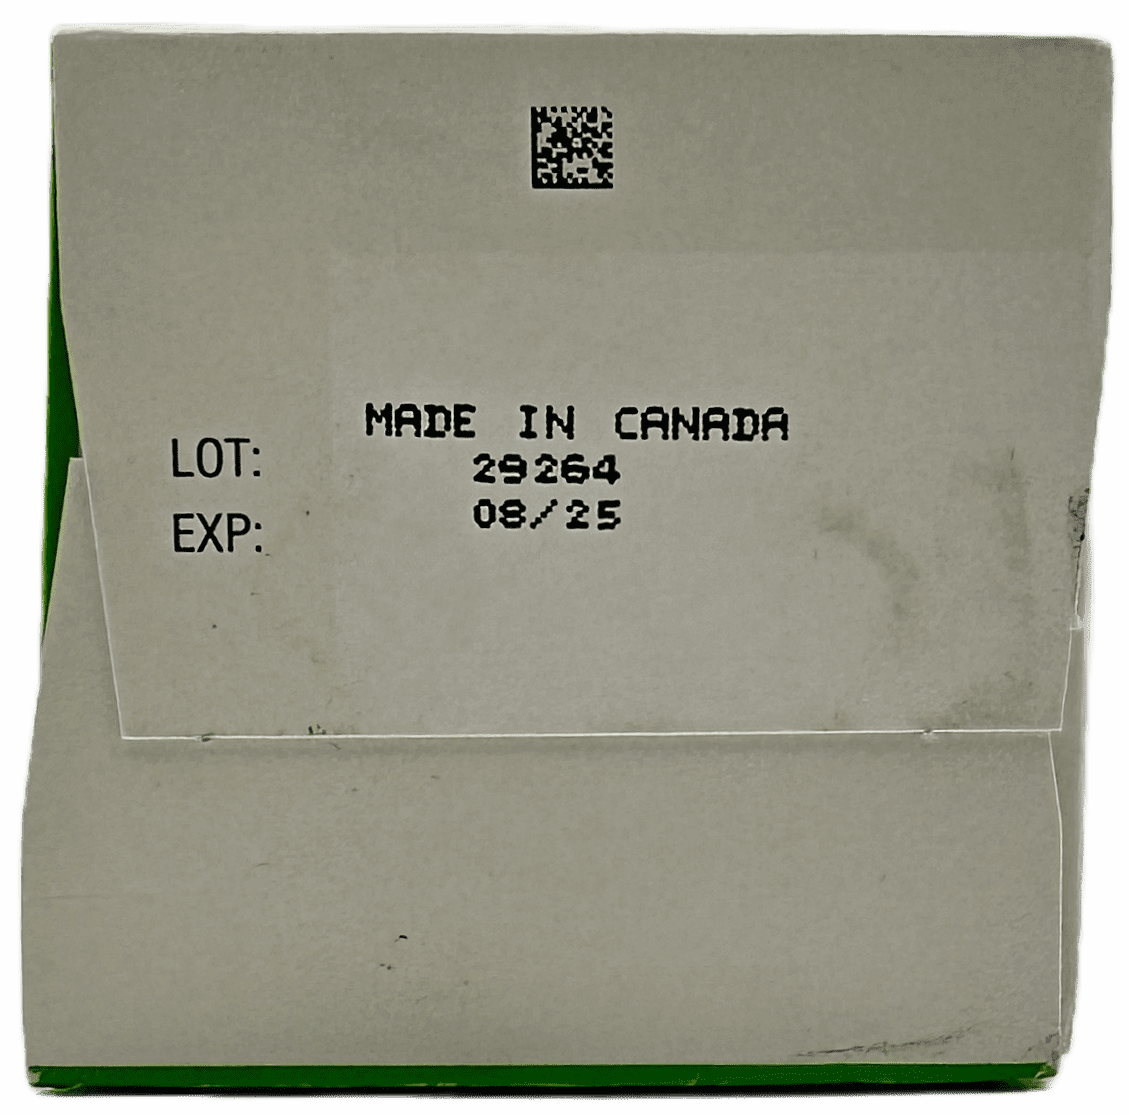 MADE IN CANADA
LOT: 29264
EXP: 08/25